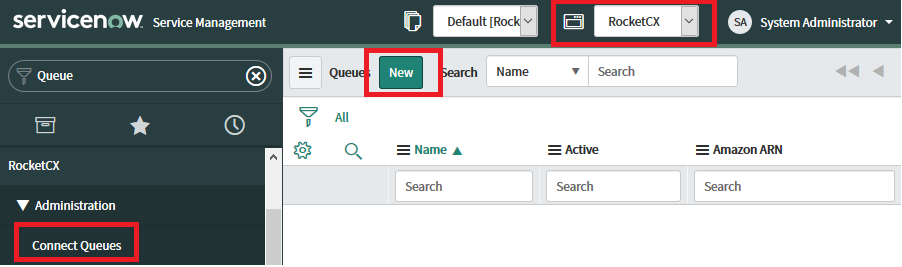 servicenow Service Management
Default [Rock
RocketCX
SA System Administrator
Queue
Queues New Search Name Search
All
Name Active Amazon ARN
Search Search Search
RocketCX
Administration
Connect Queues